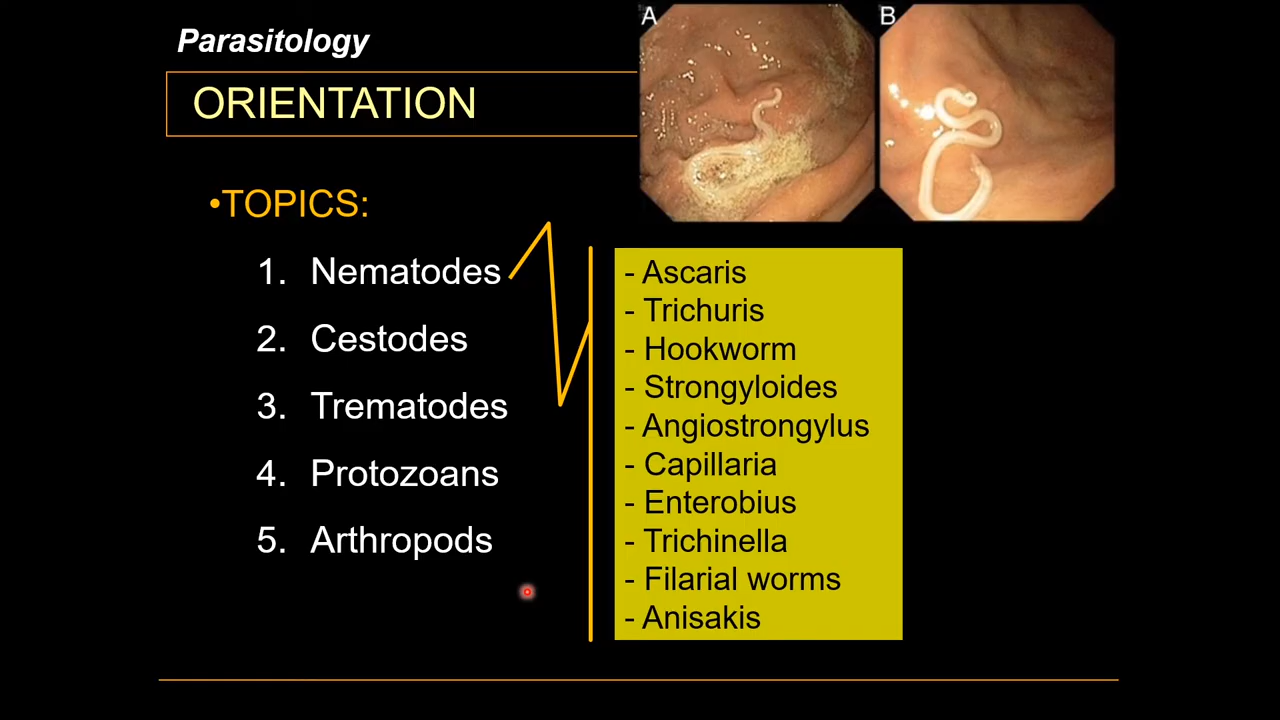 Parasitology
A
B
ORIENTATION
•TOPICS:
1. Nematodes
2. Cestodes
3. Trematodes
4. Protozoans
5. Arthropods
- Ascaris
- Trichuris
- Hookworm
- Strongyloides
- Angiostrongylus
- Capillaria
- Enterobius
- Trichinella
- Filarial worms
- Anisakis